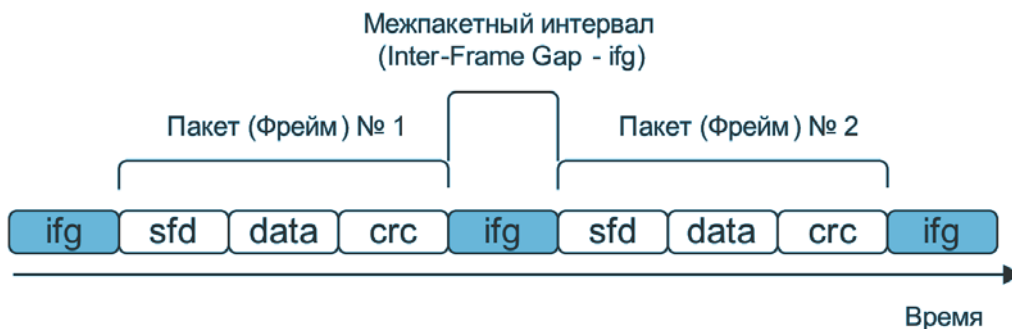 Межпакетный интервал
(Inter-Frame Gap - ifg)
Пакет (Фрейм) № 1
Пакет (Фрейм) № 2
ifg sfd data crc ifg sfd data crc ifg
Время